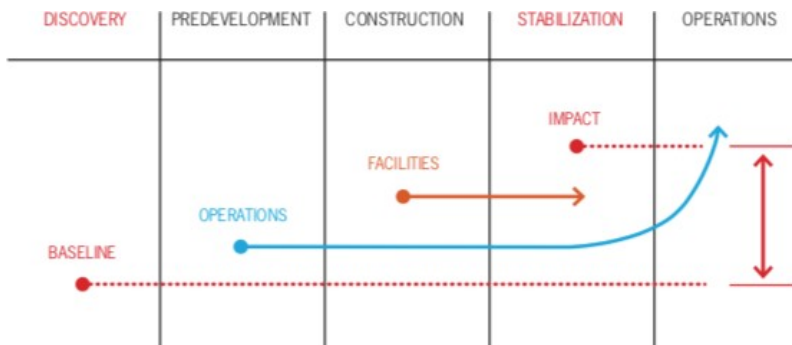 DISCOVERY
PREDEVELOPMENT
CONSTRUCTION
STABILIZATION
OPERATIONS
IMPACT
FACILITIES
OPERATIONS
BASELINE